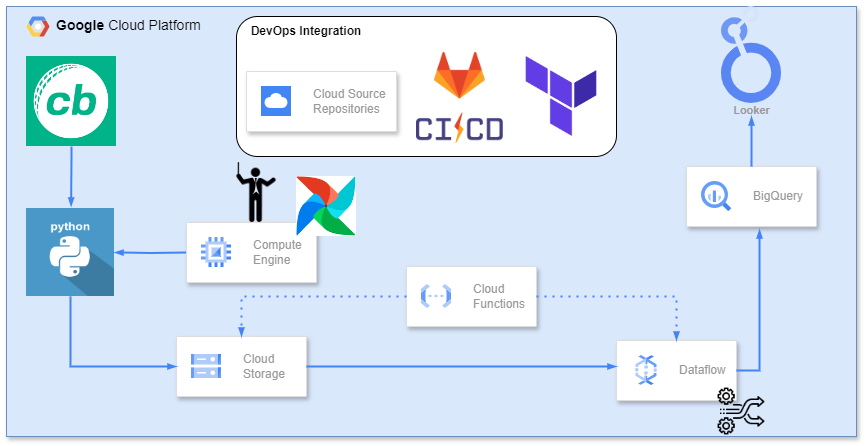 Google Cloud Platform
DevOps Integration
Cloud Source
Repositories
CI/CD
cb
python
Compute
Engine
Cloud
Functions
Cloud
Storage
Dataflow
BigQuery
Looker